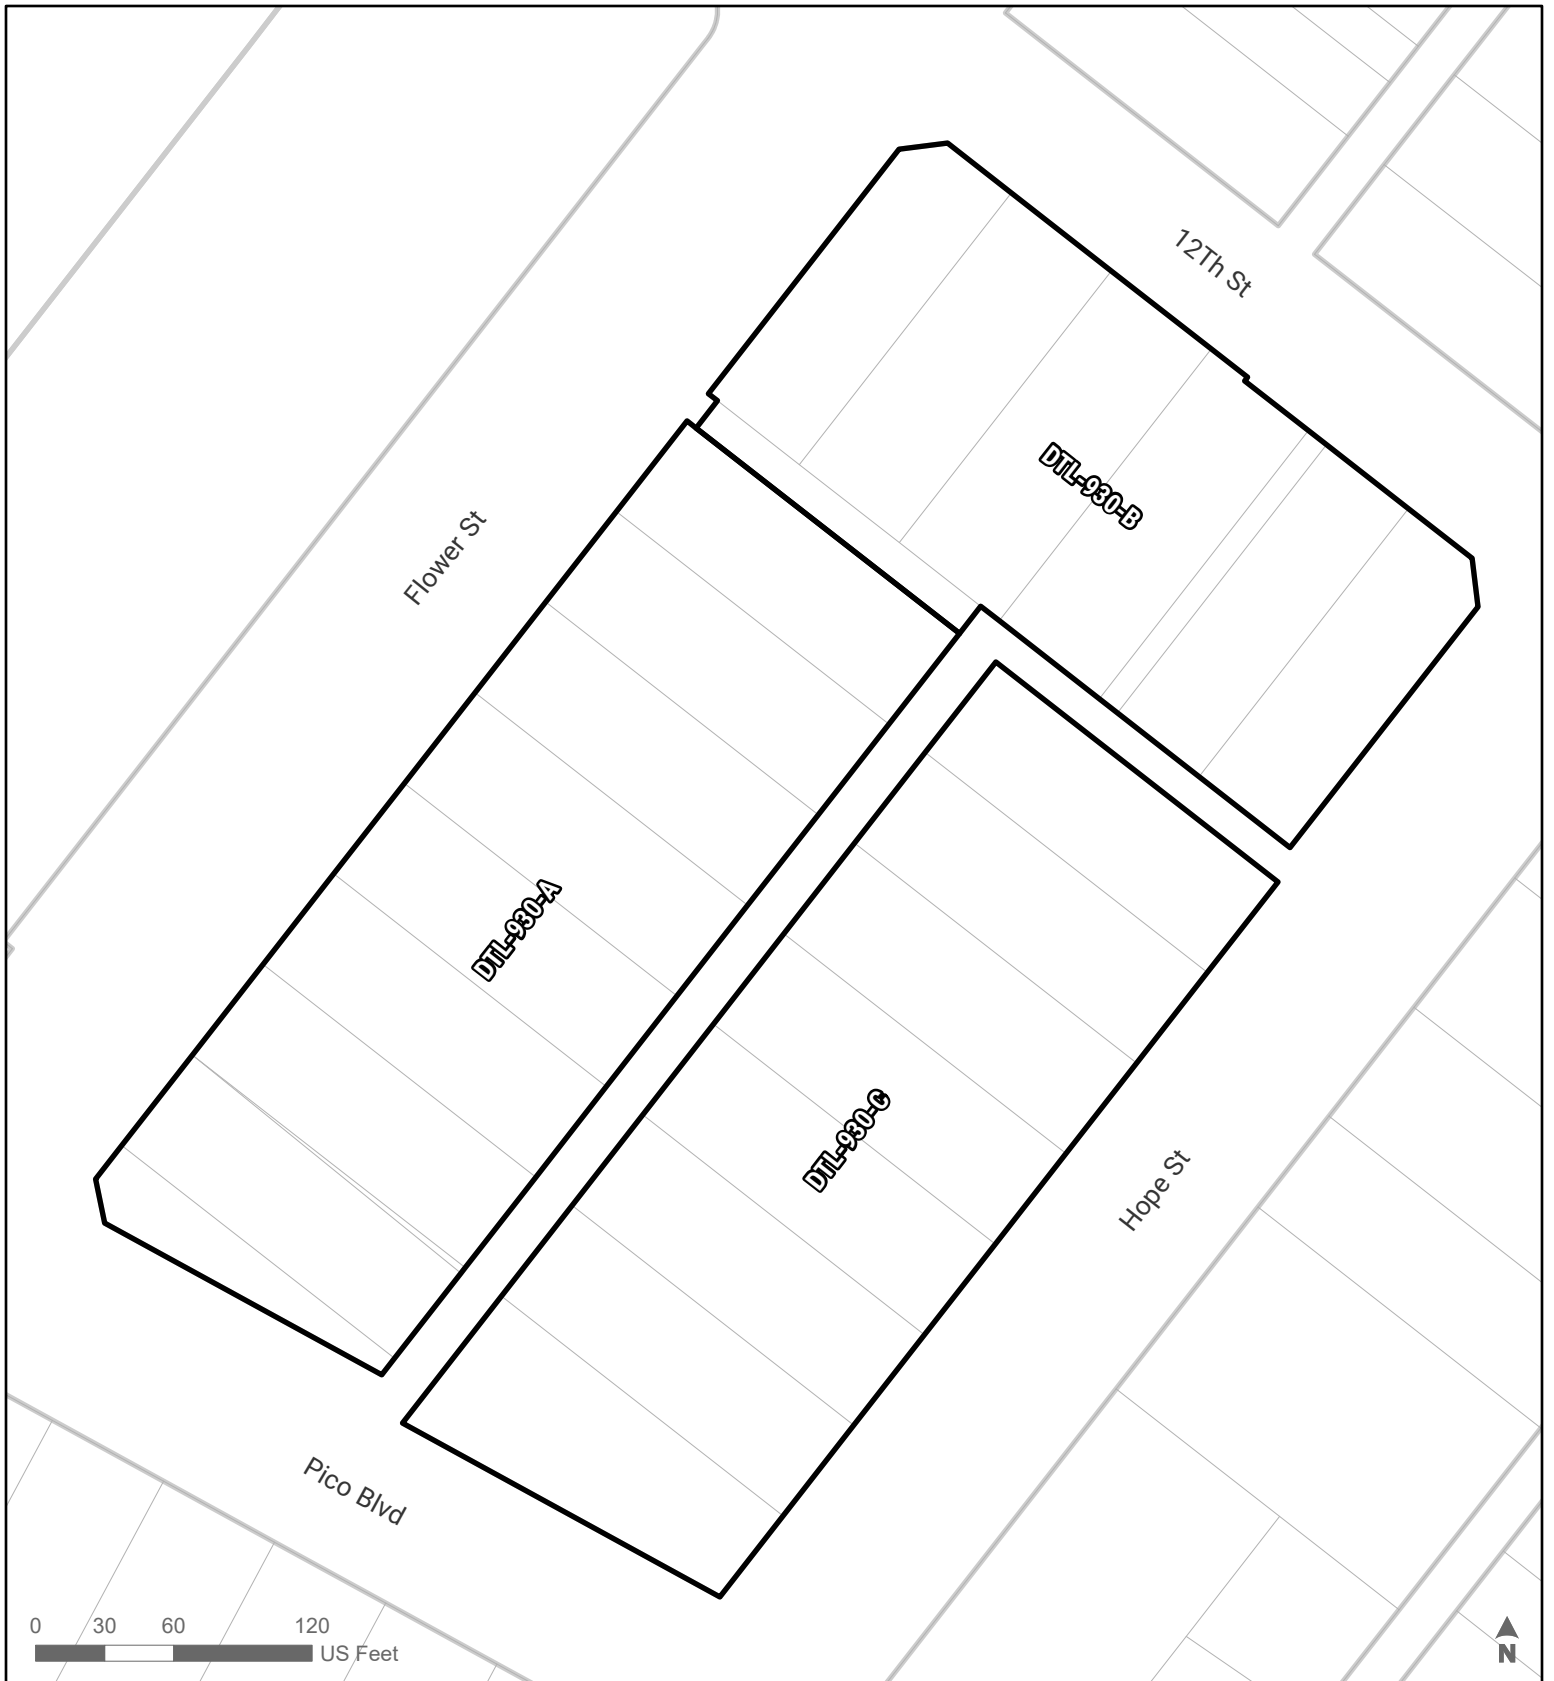 12Th St
DTL-930-B
Flower St
DTL-930-A
DTL-930-C
Hope St
Pico Blvd
0 30 60 120
US Feet
N